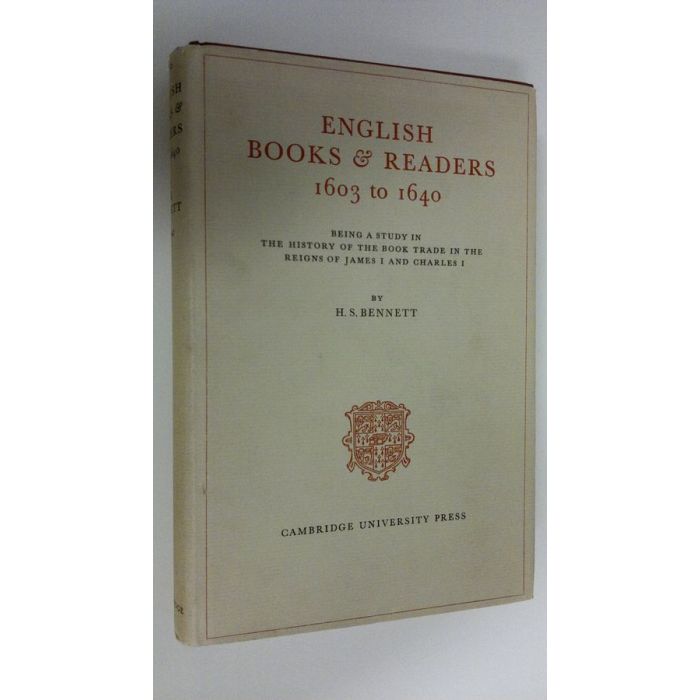 ENGLISH
BOOKS & READERS
1603 to 1640
BEING A STUDY IN
THE HISTORY OF THE BOOK TRADE IN THE
REIGNS OF JAMES I AND CHARLES I
BY
H. S. BENNETT
CAMBRIDGE UNIVERSITY PRESS